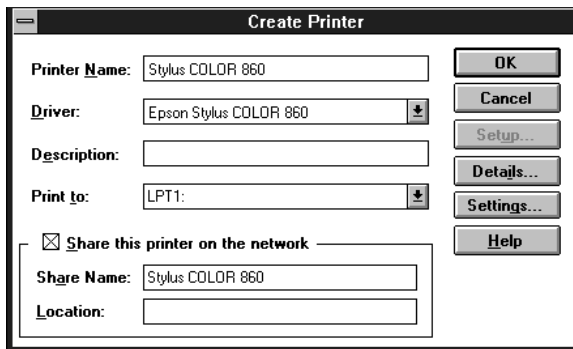 Create Printer
Printer Name: Stylus COLOR 860
OK
Driver: Epson Stylus COLOR 860
Cancel
Setup...
Description:
Details...
Print to: LPT1:
Settings...
Share this printer on the network
Help
Share Name: Stylus COLOR 860
Location: